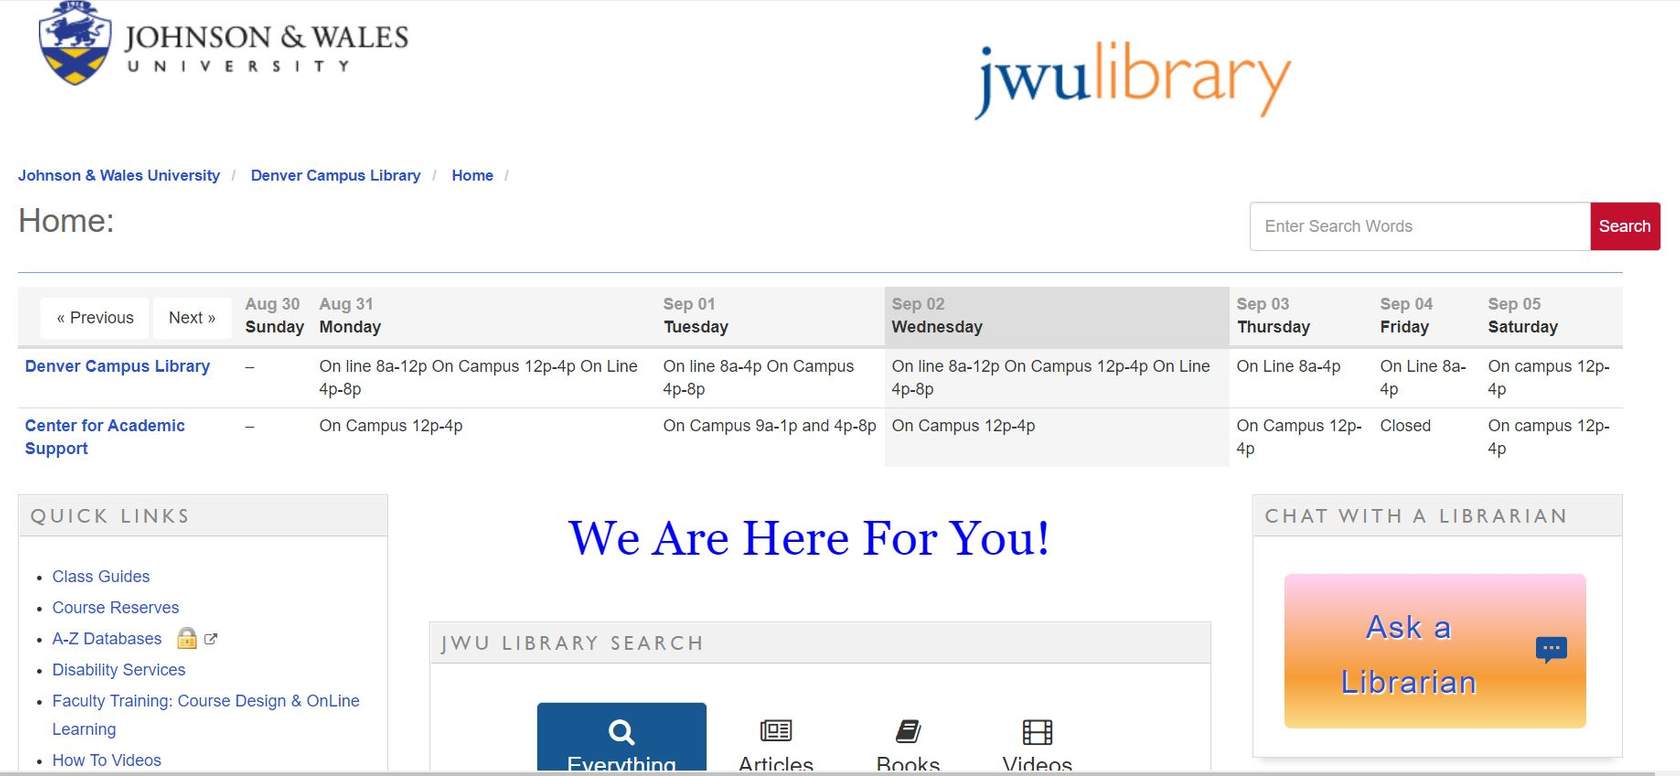 JOHNSON & WALES
UNIVERSITY
jwulibrary
Johnson & Wales University / Denver Campus Library / Home /
Home:
Enter Search Words Search
« Previous Next » Aug 30 Aug 31 Sep 01 Sep 02 Sep 03 Sep 04 Sep 05
Sunday Monday Tuesday Wednesday Thursday Friday Saturday
Denver Campus Library – On line 8a-12p On Campus 12p-4p On Line On line 8a-4p On Campus On line 8a-12p On Campus 12p-4p On Line On Line 8a-4p On Line 8a- On campus 12p-
4p-8p 4p-8p 4p-8p 4p 4p
Center for Academic – On Campus 12p-4p On Campus 9a-1p and 4p-8p On Campus 12p-4p On Campus 12p- Closed On campus 12p-
Support 4p 4p
QUICK LINKS
• Class Guides
• Course Reserves
• A-Z Databases
• Disability Services
• Faculty Training: Course Design & OnLine
Learning
• How To Videos
We Are Here For You!
JWU LIBRARY SEARCH
Everything Articles Books Videos
CHAT WITH A LIBRARIAN
Ask a
Librarian